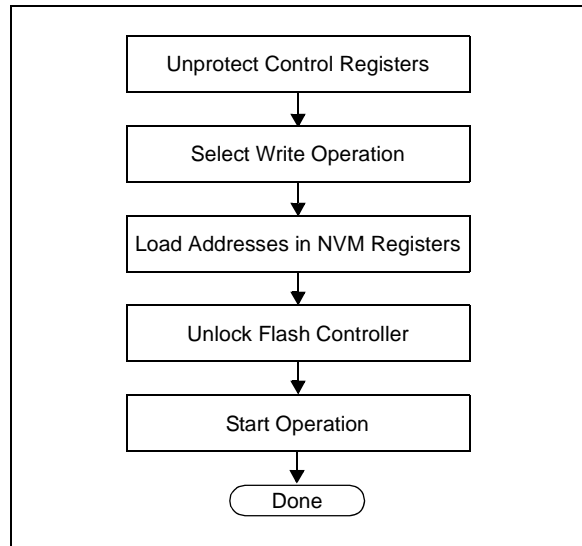 Unprotect Control Registers
Select Write Operation
Load Addresses in NVM Registers
Unlock Flash Controller
Start Operation
Done